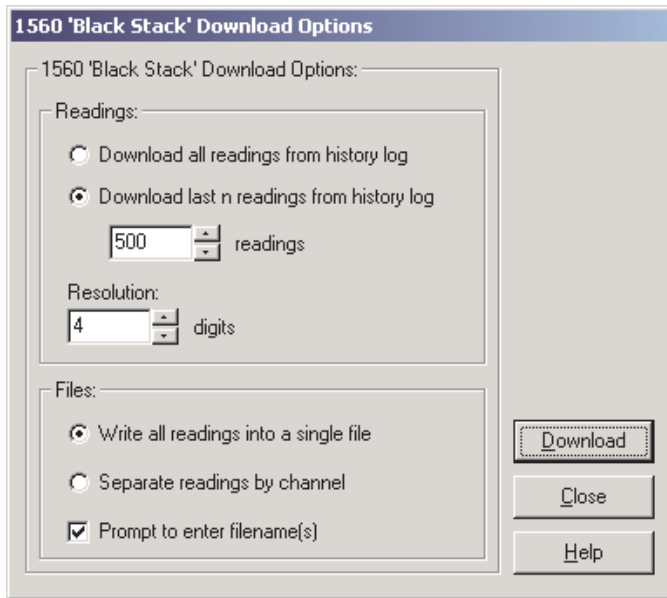 1560 'Black Stack' Download Options
1560 'Black Stack' Download Options:
Readings:
Download all readings from history log
Download last n readings from history log
500 readings
Resolution:
4 digits
Files:
Write all readings into a single file
Separate readings by channel
Prompt to enter filename(s)
Download
Close
Help